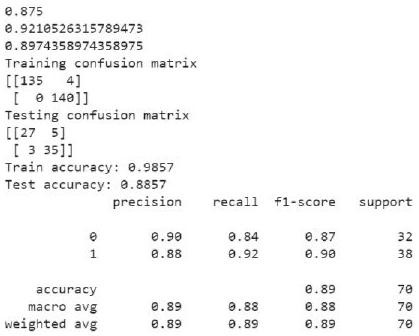 0.875
0.9210526315789473
0.8974358974358975
Training confusion matrix
[[135   4]
 [  0 140]]
Testing confusion matrix
[[27  5]
 [ 3 35]]
Train accuracy: 0.9857
Test accuracy: 0.8857
              precision    recall  f1-score   support
           0       0.90      0.84      0.87        32
           1       0.88      0.92      0.90        38
    accuracy                           0.89        70
   macro avg       0.89      0.88      0.88        70
weighted avg       0.89      0.89      0.89        70